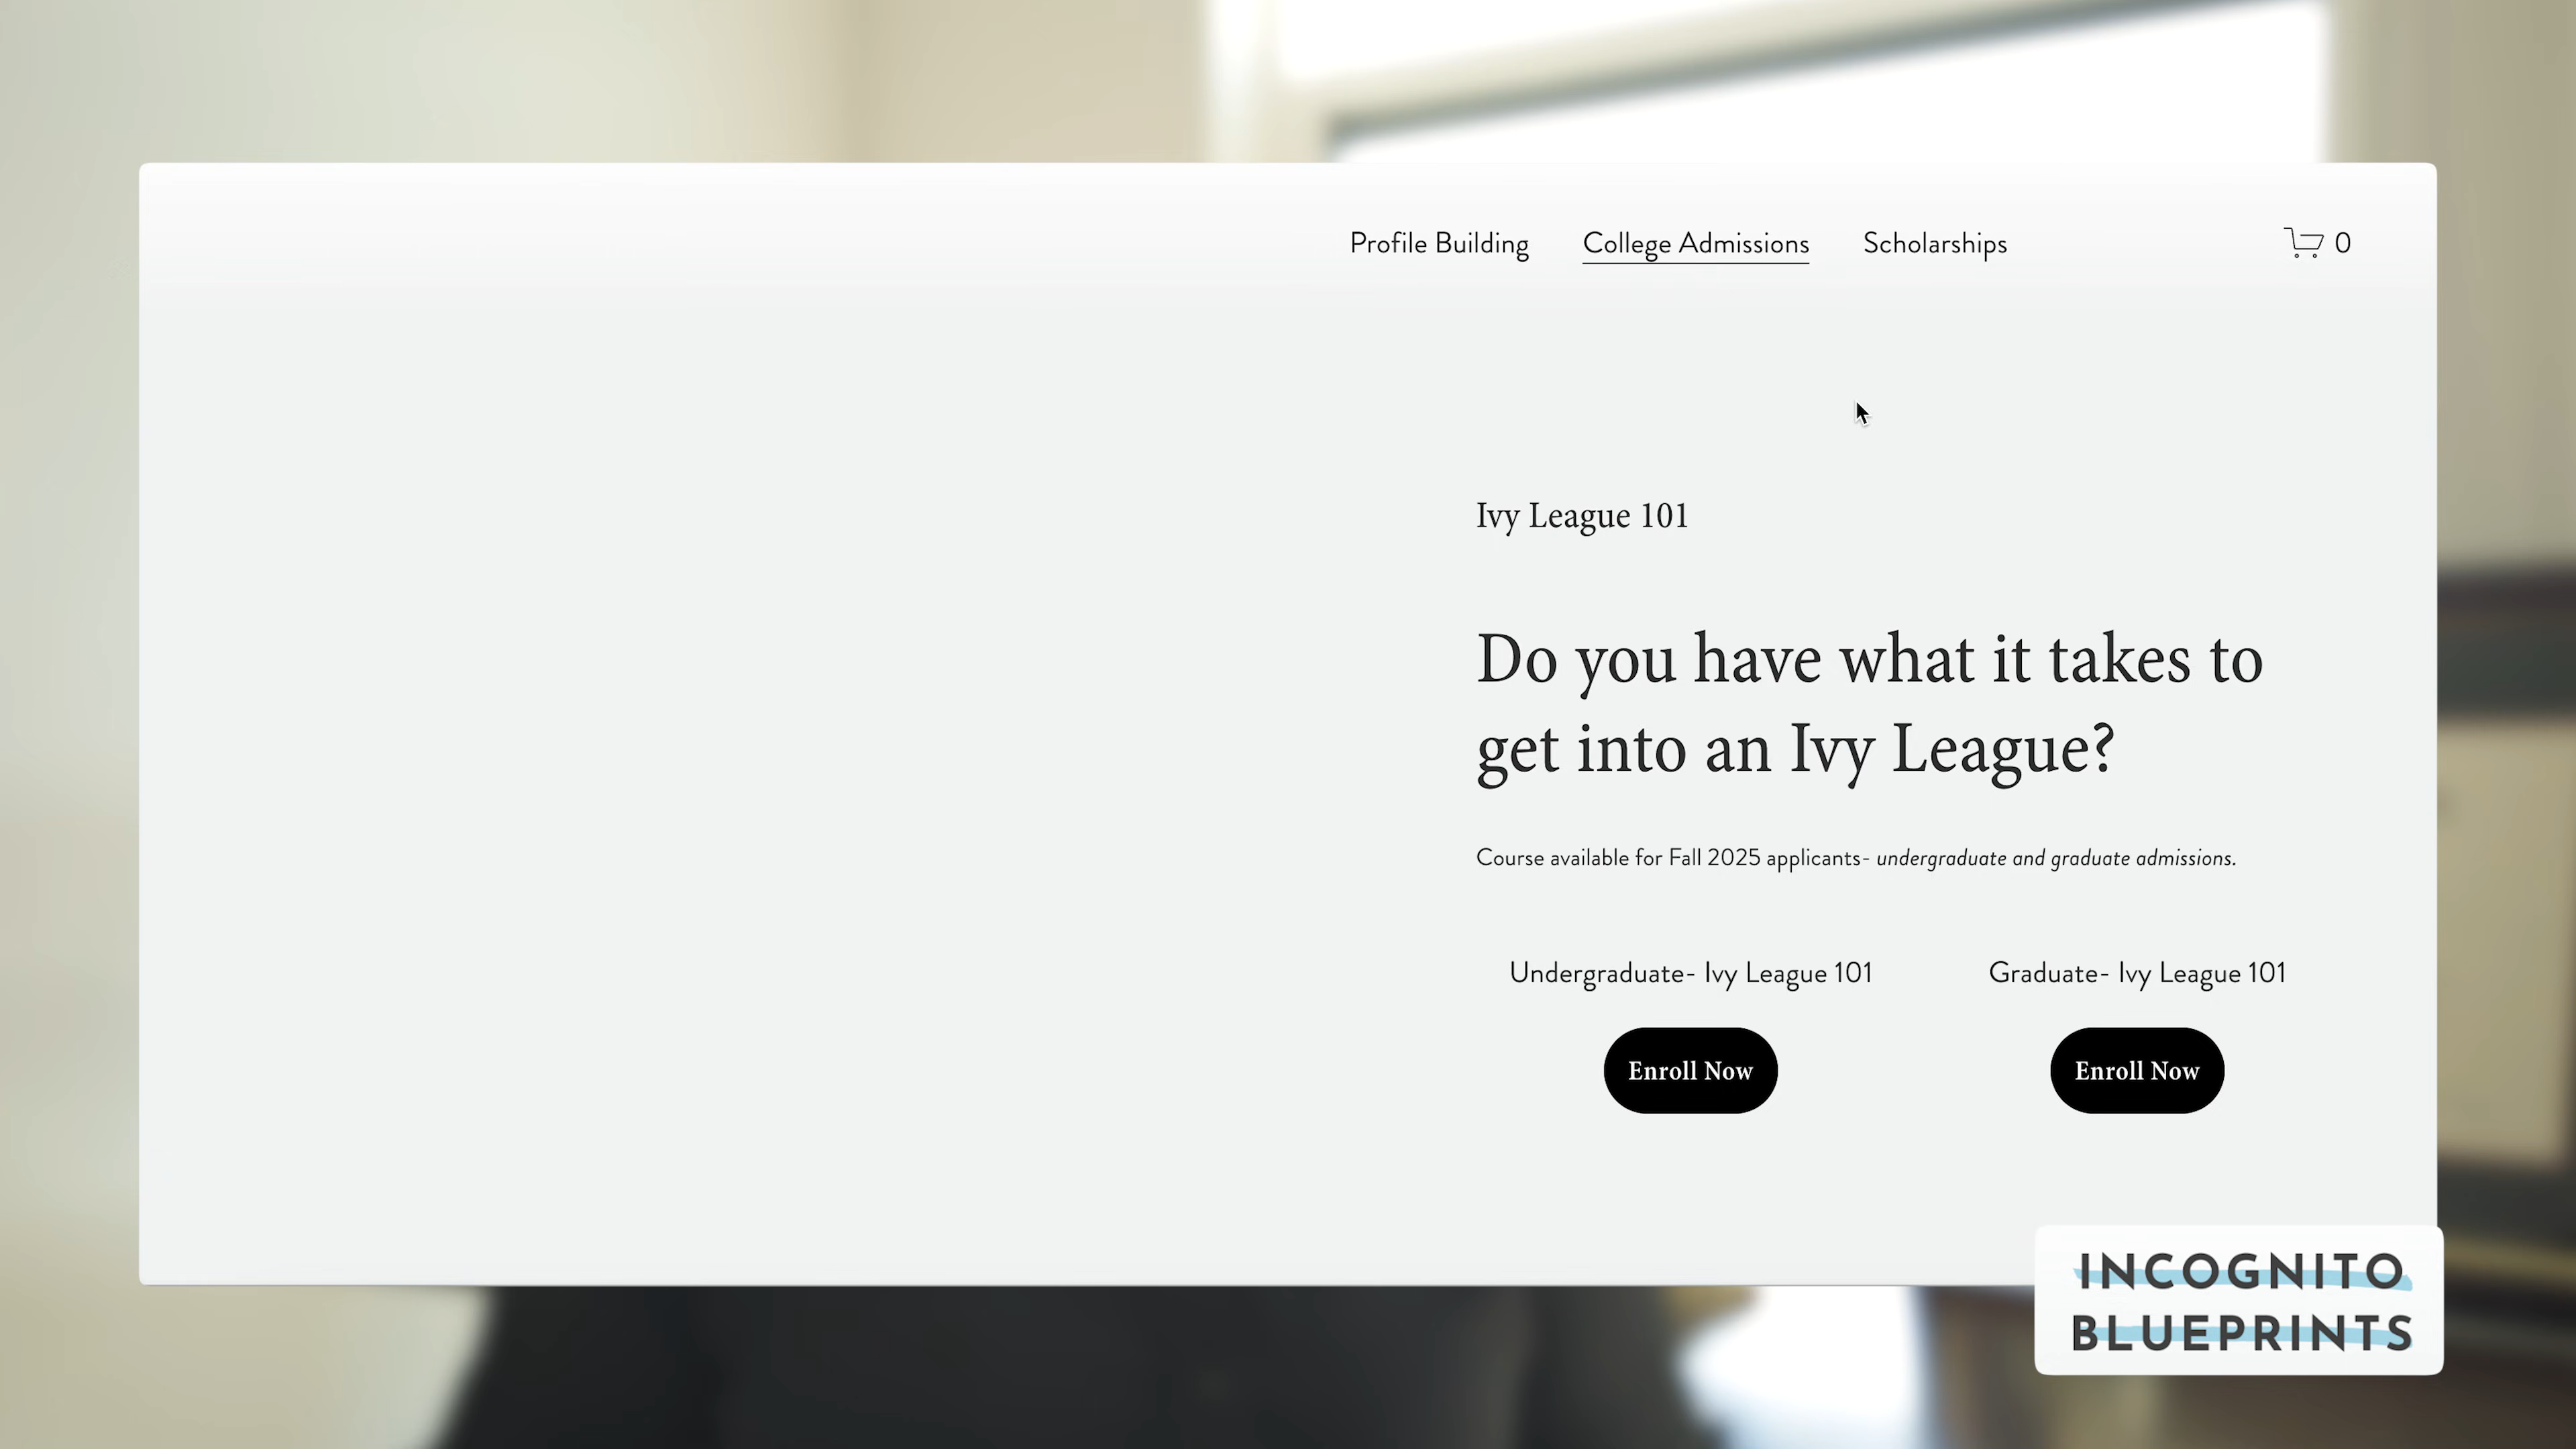 Profile Building College Admissions Scholarships 0
Ivy League 101
Do you have what it takes to
get into an Ivy League?
Course available for Fall 2025 applicants- undergraduate and graduate admissions.
Undergraduate- Ivy League 101 Graduate- Ivy League 101
Enroll Now Enroll Now
INCOGNITO
BLUEPRINTS